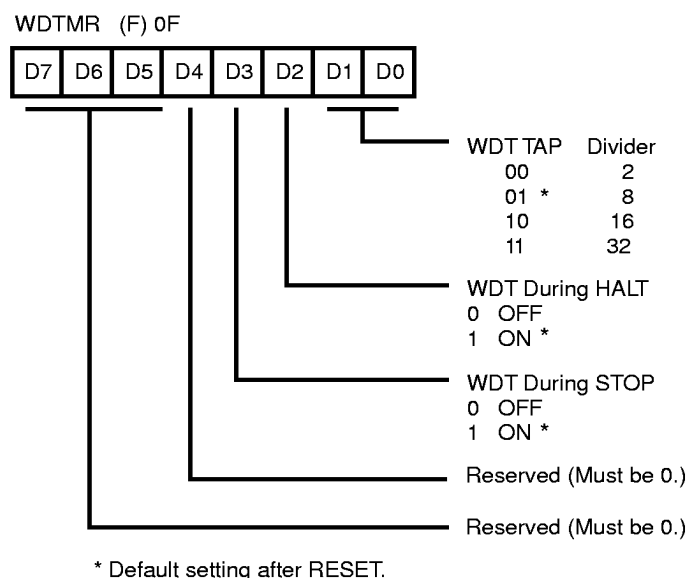 WDTMR (F) 0F
D7 D6 D5 D4 D3 D2 D1 D0
WDT TAP Divider
00 2
01 * 8
10 16
11 32
WDT During HALT
0 OFF
1 ON *
WDT During STOP
0 OFF
1 ON *
Reserved (Must be 0.)
Reserved (Must be 0.)
* Default setting after RESET.